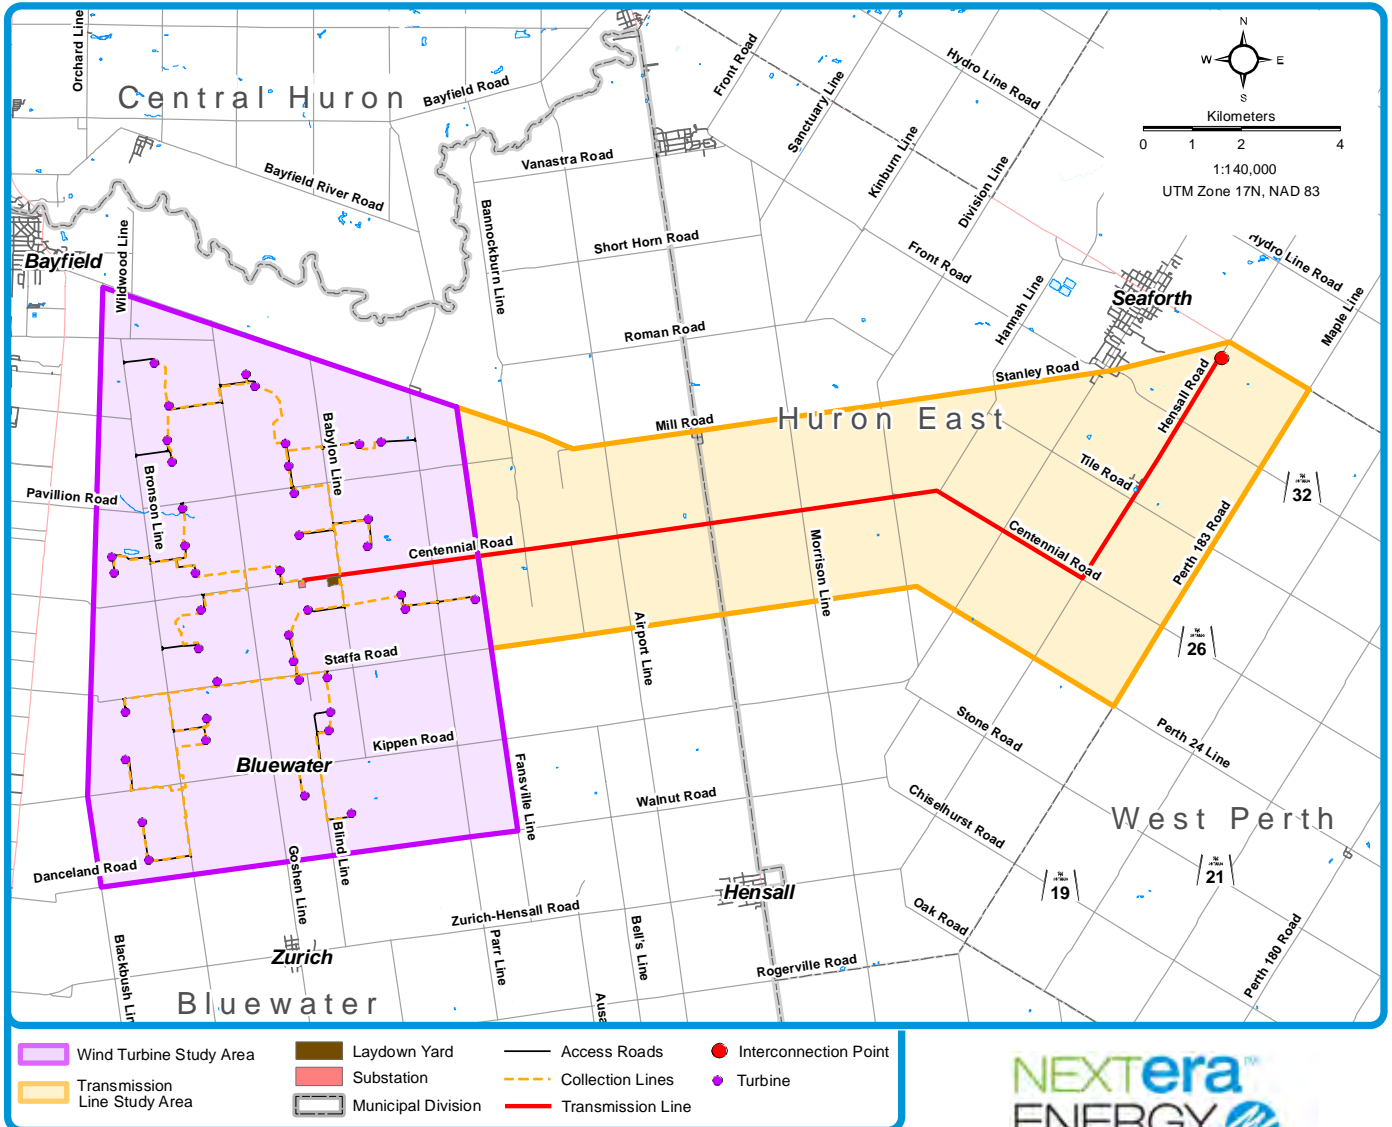 Orchard Line
Central Huron
Bayfield Road
Front Road
Sanctuary Line
Hydro Line Road
N
W
E
S
Kilometers
0 1 2 4
1:140,000
UTM Zone 17N, NAD 83
Vanastra Road
Kinburn Line
Division Line
Bayfield River Road
Bannockburn Line
Wildwood Line
Bayfield
Short Horn Road
Front Road
Hydro Line Road
Hannah Line
Seaforth
Maple Line
Roman Road
Stanley Road
Hensall Road
Mill Road
Huron East
Babylon Line
Bronson Line
Pavillion Road
Tile Road
32
Centennial Road
Centennial Road
Perth 183 Road
Morrison Line
Airport Line
26
Staffa Road
Kippen Road
Bluewater
Fansville Line
Stone Road
Perth 24 Line
Walnut Road
Chiselhurst Road
West Perth
Danceland Road
Goshen Line
Blind Line
Hensall
19
21
Zurich-Hensall Road
Oak Road
Blackbush Lin
Zurich
Parr Line
Bell's Line
Rogerville Road
Perth 180 Road
Ausa
Bluewater
Wind Turbine Study Area
Transmission
Line Study Area
Laydown Yard
Substation
Municipal Division
Access Roads
Collection Lines
Transmission Line
Interconnection Point
Turbine
NEXTera
ENERGY